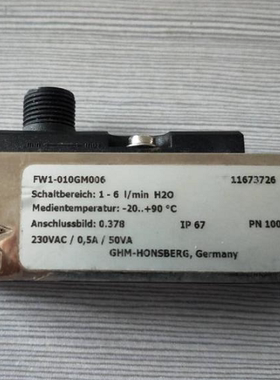 FW1-010GM006 11673726
Schaltbereich: 1 - 6 l/min H2O
Medientemperatur: -20..+90 °C
Anschlussbild: 0.378 IP 67 PN 100
230VAC / 0,5A / 50VA
GHM-HONSBERG, Germany